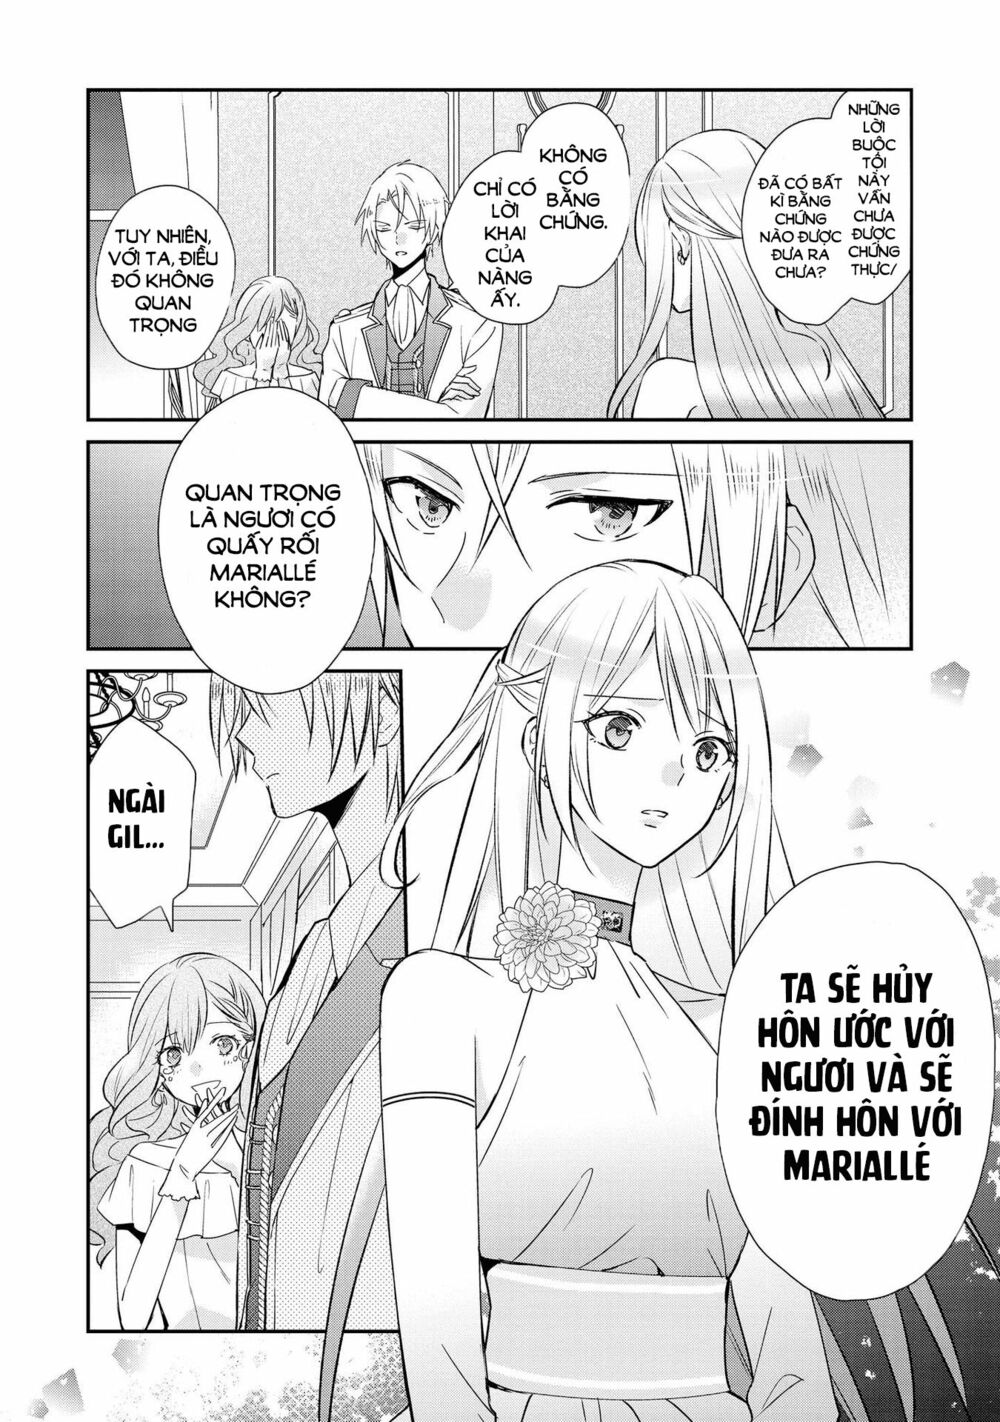 NHỮNG
LỜI
BUỘC
TỘI
NÀY
VẪN
CHƯA
ĐƯỢC
CHỨNG
THỰC/
ĐÃ CÓ BẤT
KÌ BẰNG
CHỨNG
NÀO ĐƯỢC
ĐƯA RA
CHƯA?
KHÔNG
CÓ
BẰNG
CHỨNG.
CHỈ CÓ
LỜI
KHAI
CỦA
NÀNG
ẤY.
TUY NHIÊN,
VỚI TA, ĐIỀU
ĐÓ KHÔNG
QUAN
TRỌNG
QUAN TRỌNG
LÀ NGƯƠI CÓ
QUẤY RỐI
MARIALLÉ
KHÔNG?
TA SẼ HỦY
HÔN ƯỚC VỚI
NGƯƠI VÀ SẼ
ĐÍNH HÔN VỚI
MARIALLÉ
NGÀI
GIL...